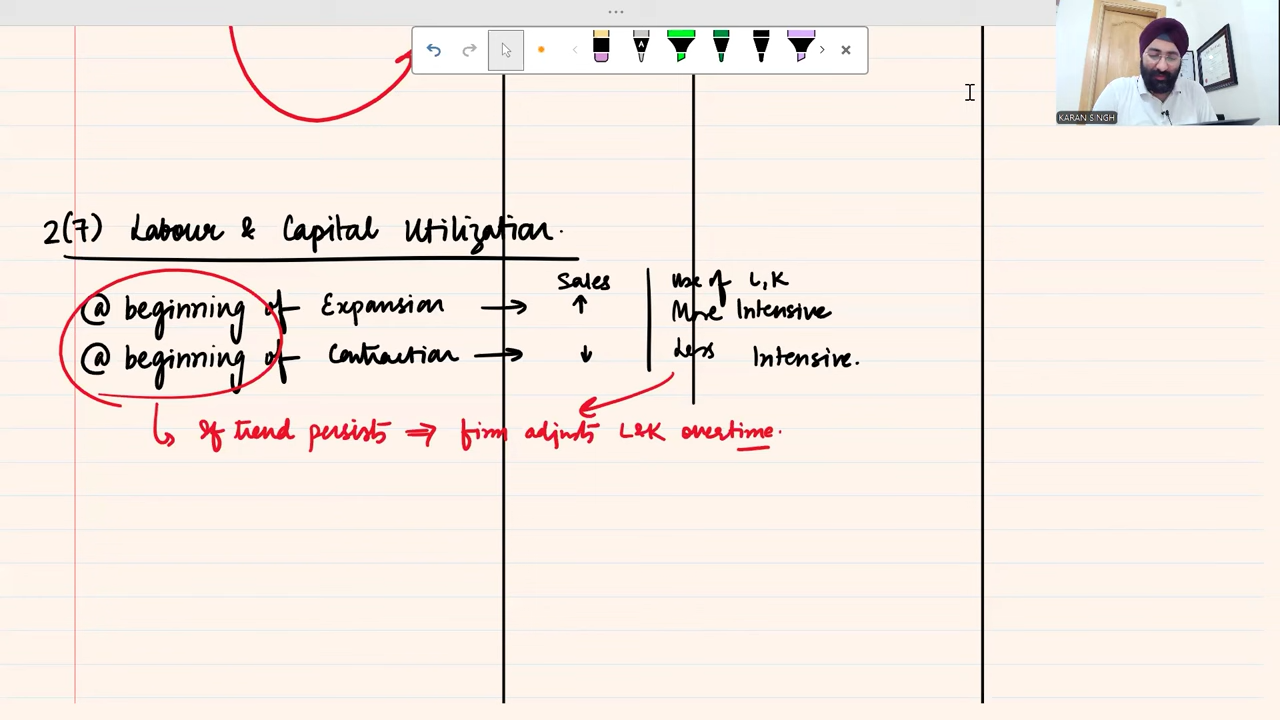 KARAN SINGH
2(7) Labour & Capital Utilization.
Sales
Use of L, K
@ beginning of Expansion → ↑ More Intensive
@ beginning of Contraction → ↓ Less Intensive.
↳ If trend persists ⇒ firm adjusts L&K overtime.